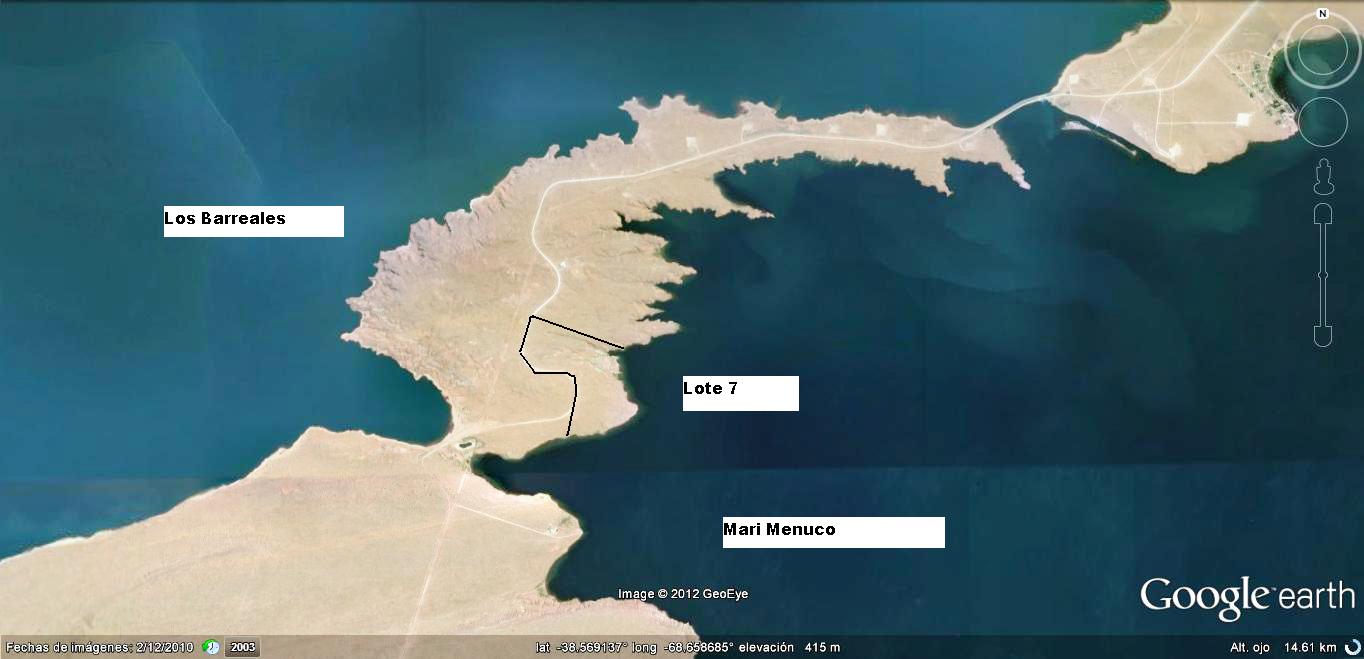 N
Los Barreales
Lote 7
Mari Menuco
Image © 2012 GeoEye
Google earth
Fechas de imágenes: 2/12/2010 2003 lat -38.569137° long -68.658685° elevación 415 m Alt. ojo 14.61 km